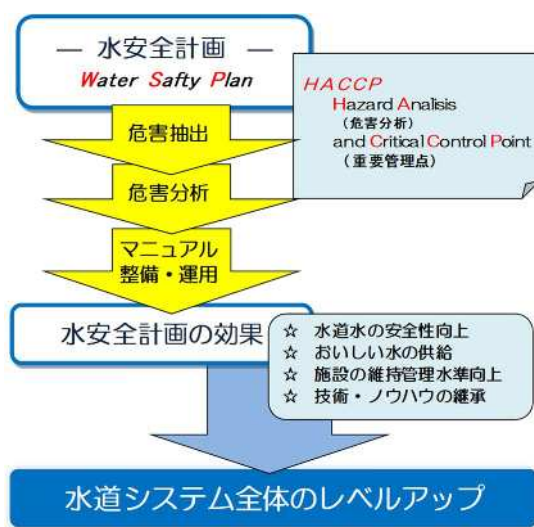 ― 水安全計画 ―
Water Safty Plan
HACCP
Hazard Analisis
(危害分析)
and Critical Control Point
(重要管理点)
危害抽出
危害分析
マニュアル
整備・運用
水安全計画の効果
☆ 水道水の安全性向上
☆ おいしい水の供給
☆ 施設の維持管理水準向上
☆ 技術・ノウハウの継承
水道システム全体のレベルアップ